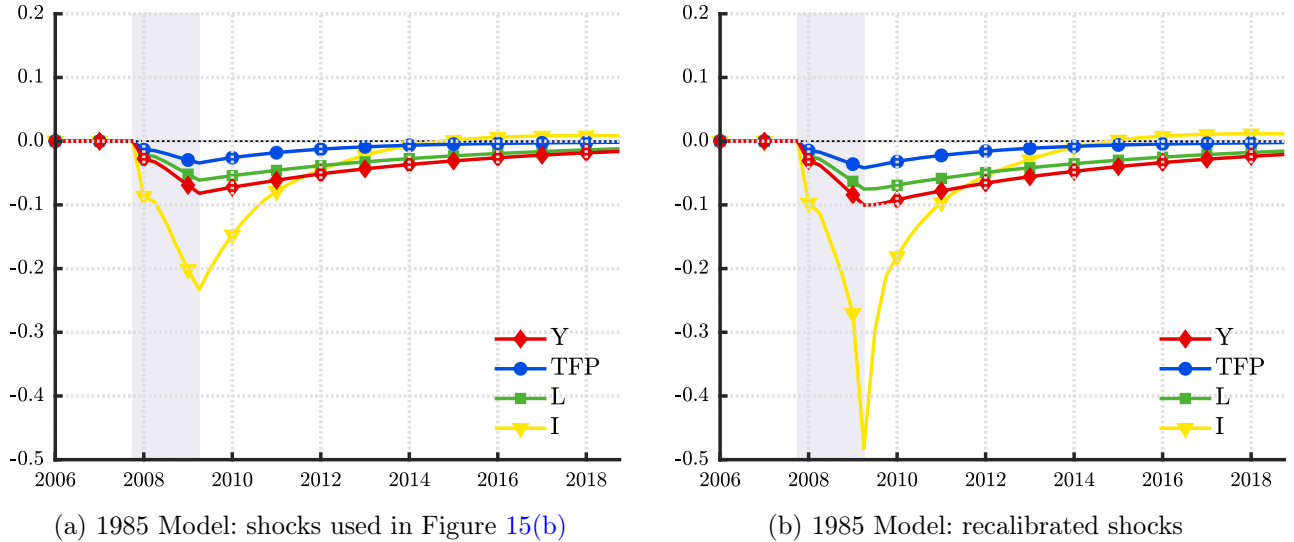 0.2
0.1
0.0
-0.1
-0.2
-0.3
-0.4
-0.5
2006 2008 2010 2012 2014 2016 2018
Y
TFP
L
I
(a) 1985 Model: shocks used in Figure 15(b)
0.2
0.1
0.0
-0.1
-0.2
-0.3
-0.4
-0.5
2006 2008 2010 2012 2014 2016 2018
Y
TFP
L
I
(b) 1985 Model: recalibrated shocks